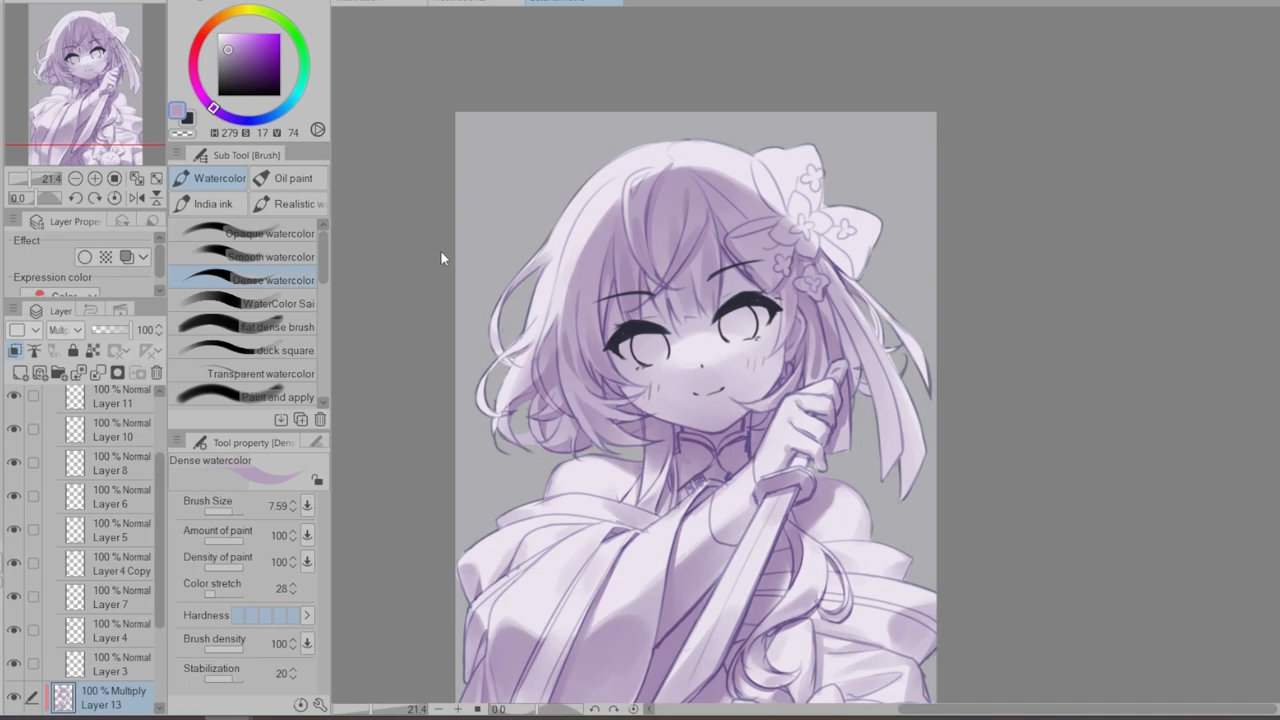 21.4
0.0
Layer Prope
Effect
Expression color
Color
Layer
Multip
100
100 % Normal
Layer 11
100 % Normal
Layer 10
100 % Normal
Layer 8
100 % Normal
Layer 6
100 % Normal
Layer 5
100 % Normal
Layer 4 Copy
100 % Normal
Layer 7
100 % Normal
Layer 4
100 % Normal
Layer 3
100 % Multiply
Layer 13
H 279 S 17 V 74
Sub Tool [Brush]
Watercolor
Oil paint
India ink
Realistic w
Opaque watercolor
Smooth watercolor
Dense watercolor
WaterColor Sai
flat dense brush
duck square
Transparent watercolor
Paint and apply
Tool property [Dens
Dense watercolor
Brush Size 7.59
Amount of paint 100
Density of paint 100
Color stretch 28
Hardness
Brush density 100
Stabilization 20
21.4
0.0